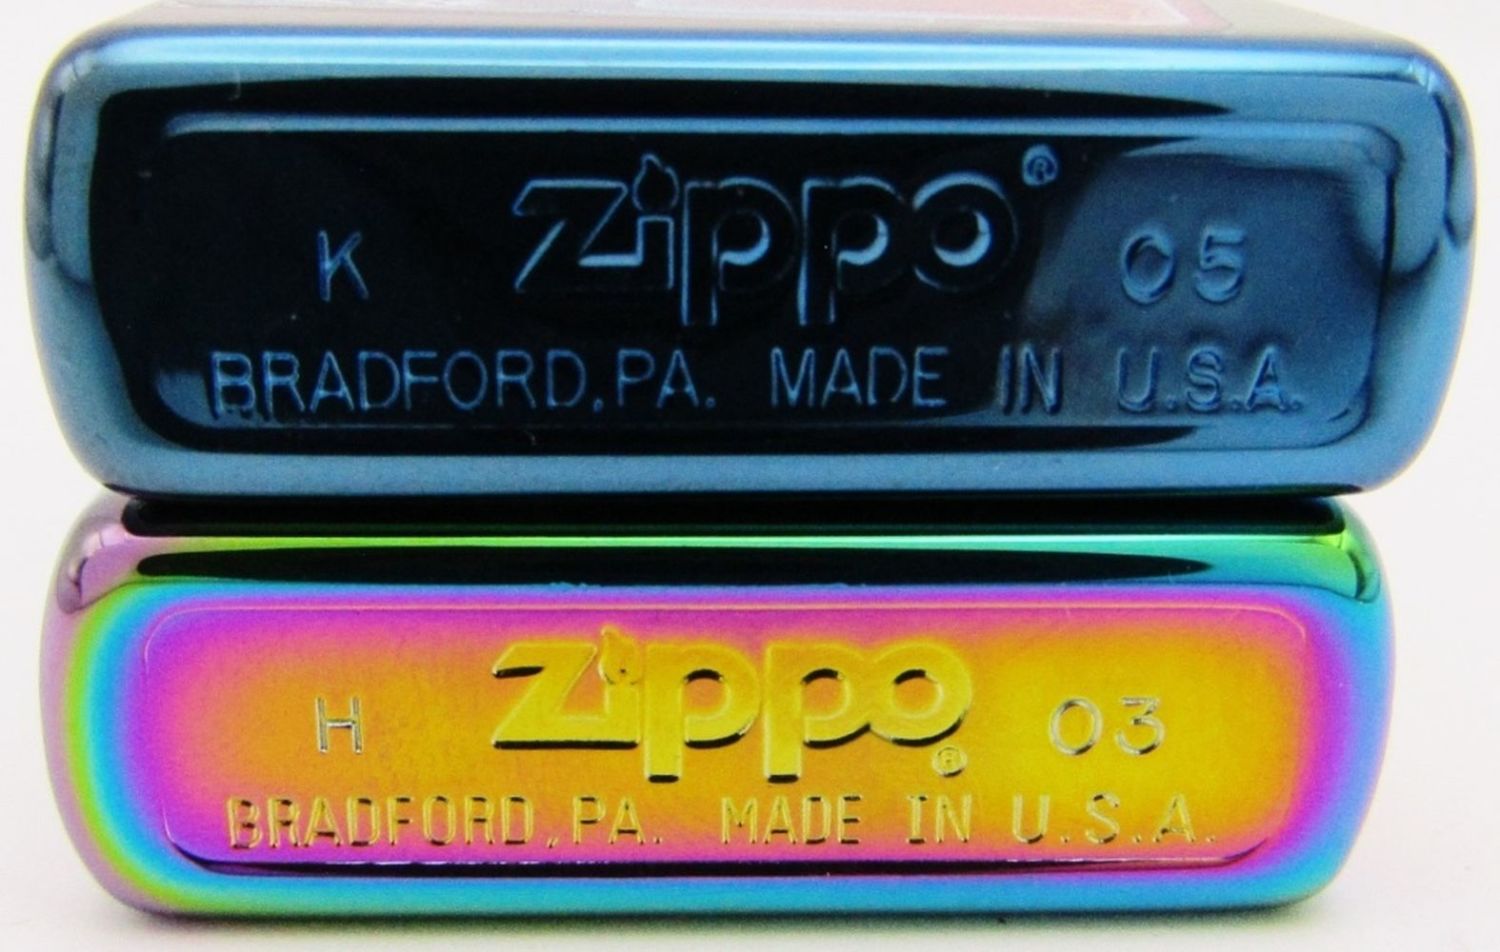 K Zippo® 05
BRADFORD, PA. MADE IN U.S.A.
H Zippo® 03
BRADFORD, PA. MADE IN U.S.A.